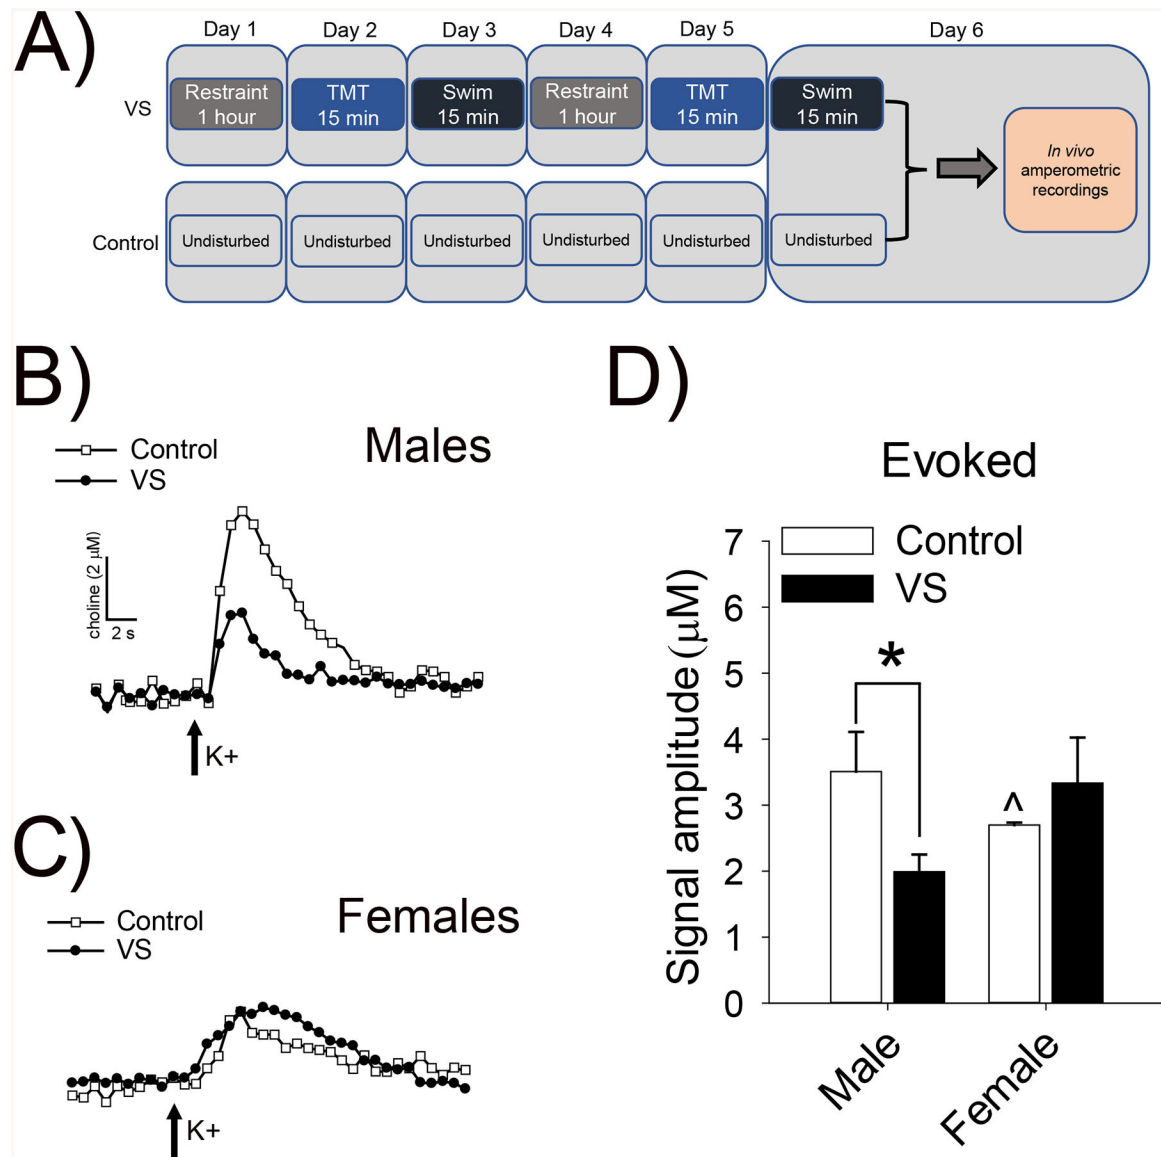 A)
Day 1 Day 2 Day 3 Day 4 Day 5 Day 6
VS
Restraint
1 hour
TMT
15 min
Swim
15 min
Restraint
1 hour
TMT
15 min
Swim
15 min
In vivo
amperometric
recordings
Control
Undisturbed
Undisturbed
Undisturbed
Undisturbed
Undisturbed
Undisturbed
B)
Control
VS
Males
choline (2 μM)
2 s
K+
C)
Control
VS
Females
K+
D)
Evoked
Control
VS
Signal amplitude (μM)
7
6
5
4
3
2
1
0
*
^
Male
Female